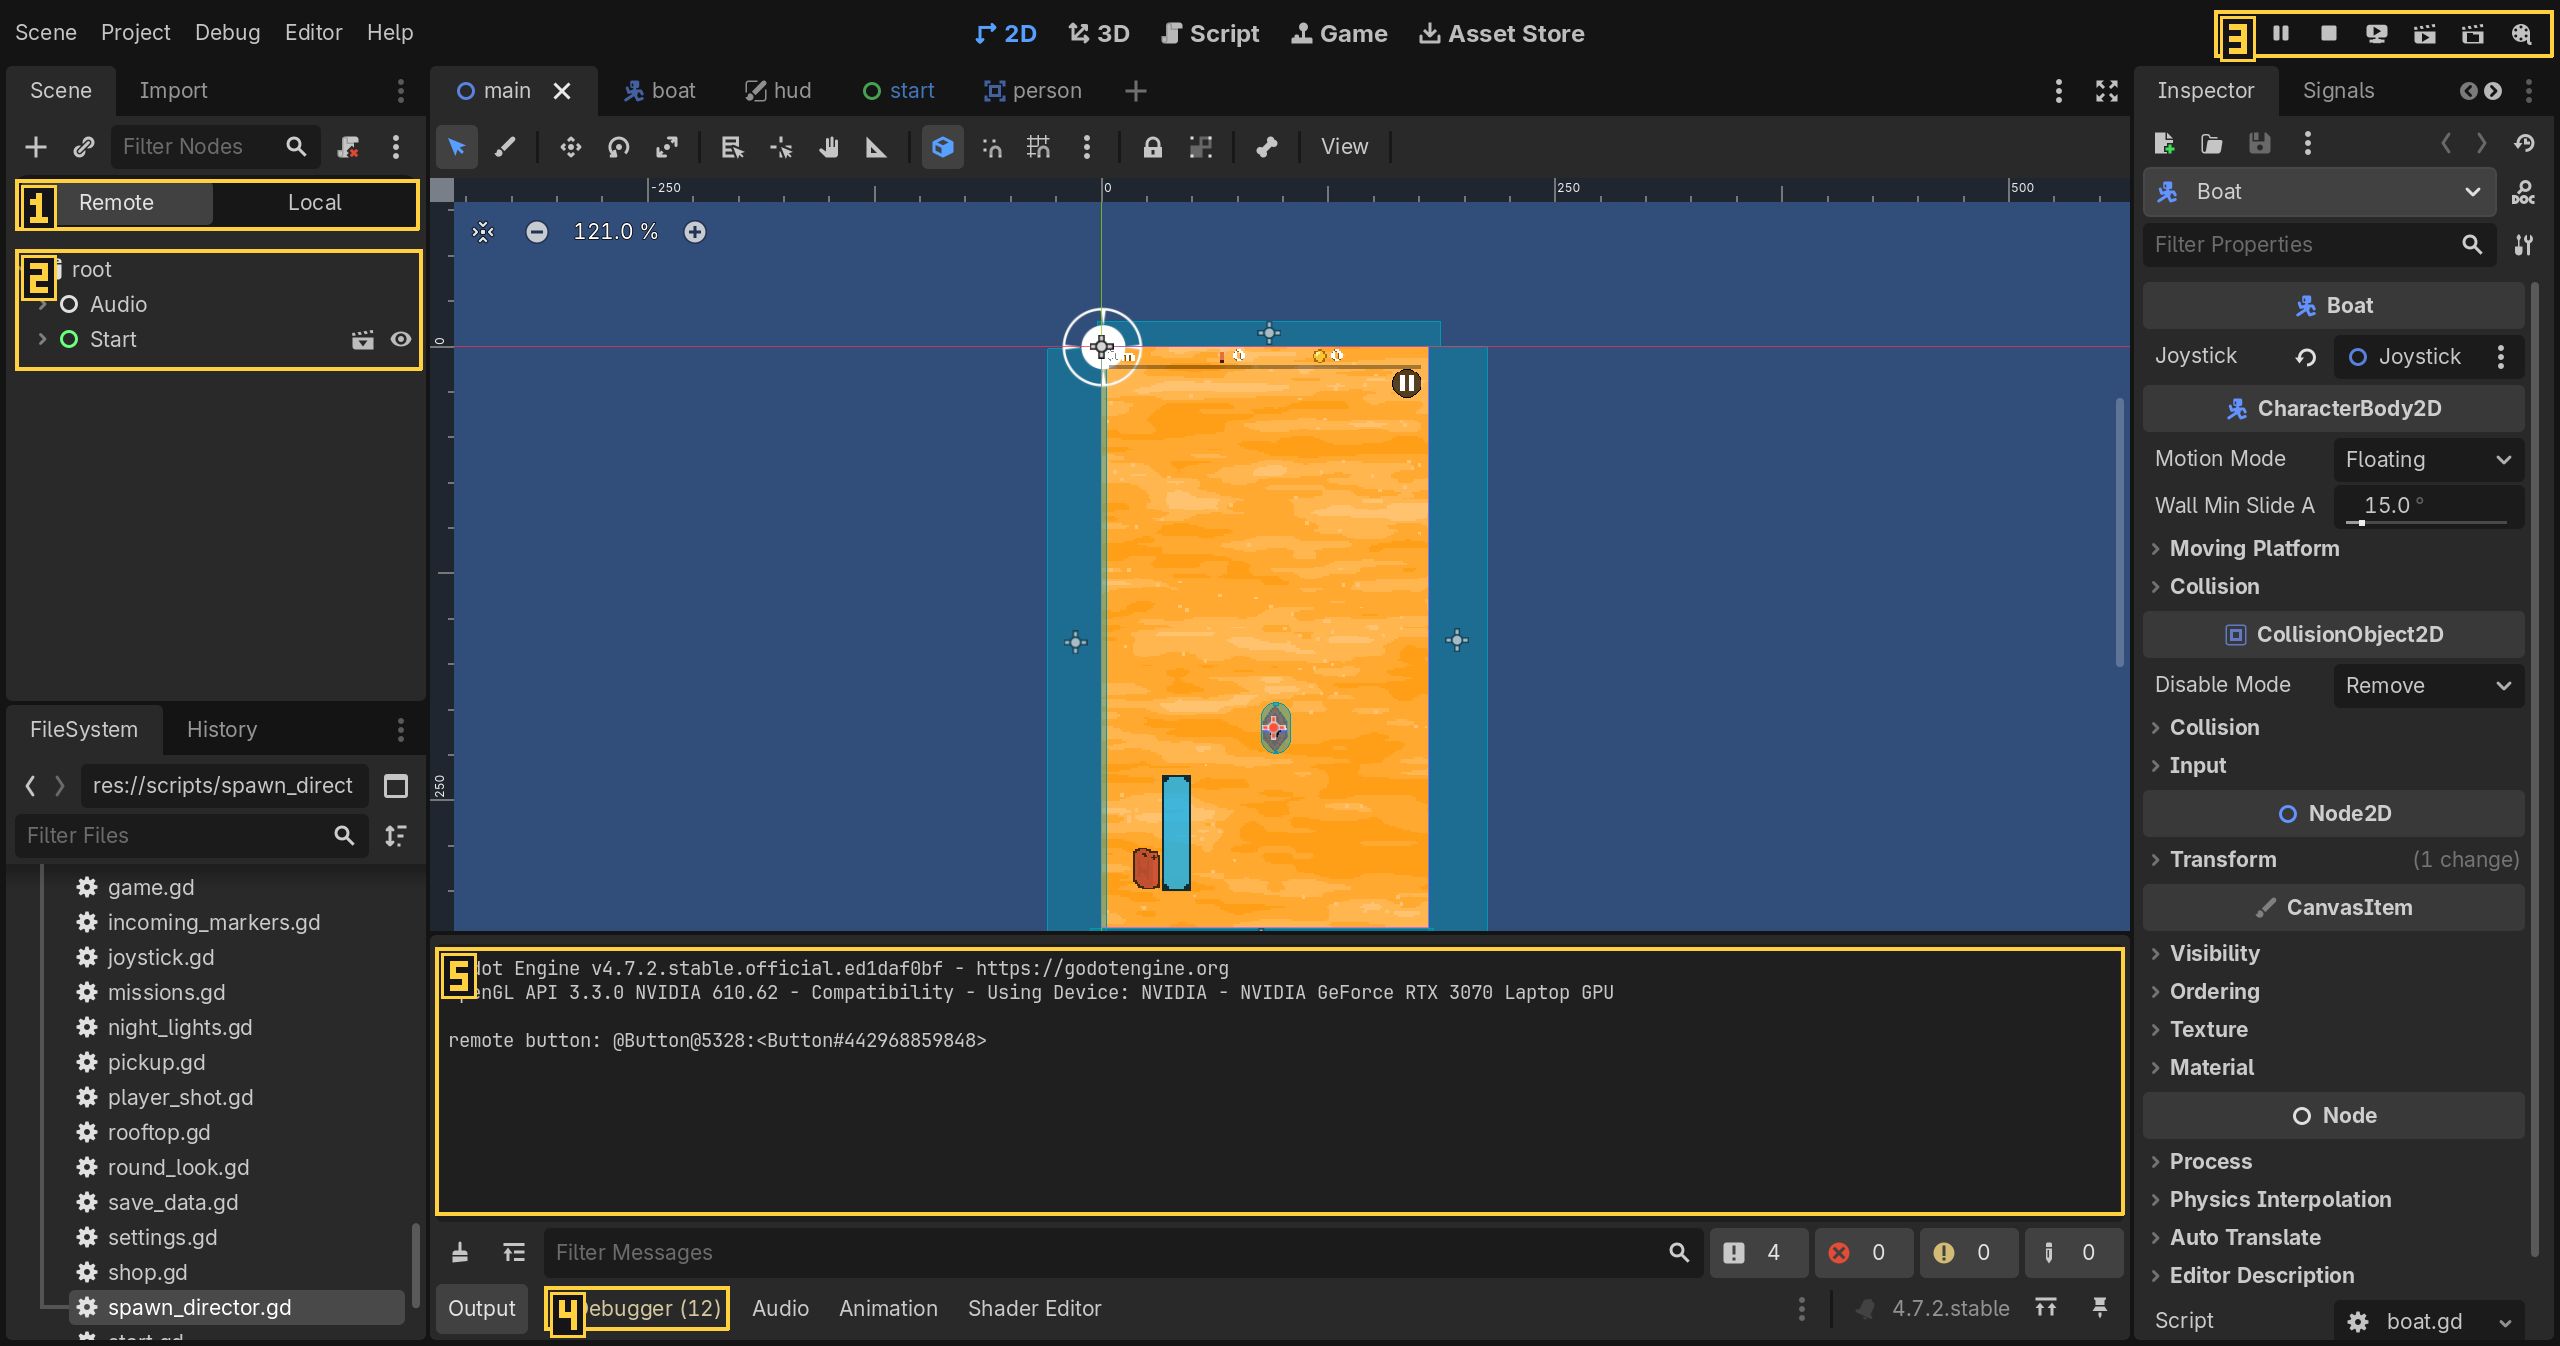 Scene Project Debug Editor Help
2D 3D Script Game Asset Store
3
Scene Import
main boat hud start person
Inspector Signals
Filter Nodes
View
1 Remote Local
2 root
Audio
Start
-250 0 250 500
121.0 %
0
250
Boat
DOC
Filter Properties
Boat
Joystick Joystick
CharacterBody2D
Motion Mode Floating
Wall Min Slide A 15.0 °
Moving Platform
Collision
CollisionObject2D
Disable Mode Remove
Collision
Input
Node2D
Transform (1 change)
CanvasItem
Visibility
Ordering
Texture
Material
Node
Process
Physics Interpolation
Auto Translate
Editor Description
Script boat.gd
FileSystem History
res://scripts/spawn_direct
Filter Files
game.gd
incoming_markers.gd
joystick.gd
missions.gd
night_lights.gd
pickup.gd
player_shot.gd
rooftop.gd
round_look.gd
save_data.gd
settings.gd
shop.gd
spawn_director.gd
start.gd
5
dot Engine v4.7.2.stable.official.ed1daf0bf - https://godotengine.org
enGL API 3.3.0 NVIDIA 610.62 - Compatibility - Using Device: NVIDIA - NVIDIA GeForce RTX 3070 Laptop GPU
remote button: @Button@5328:<Button#442968859848>
Filter Messages 4 0 0 0
Output 4 ebugger (12) Audio Animation Shader Editor 4.7.2.stable